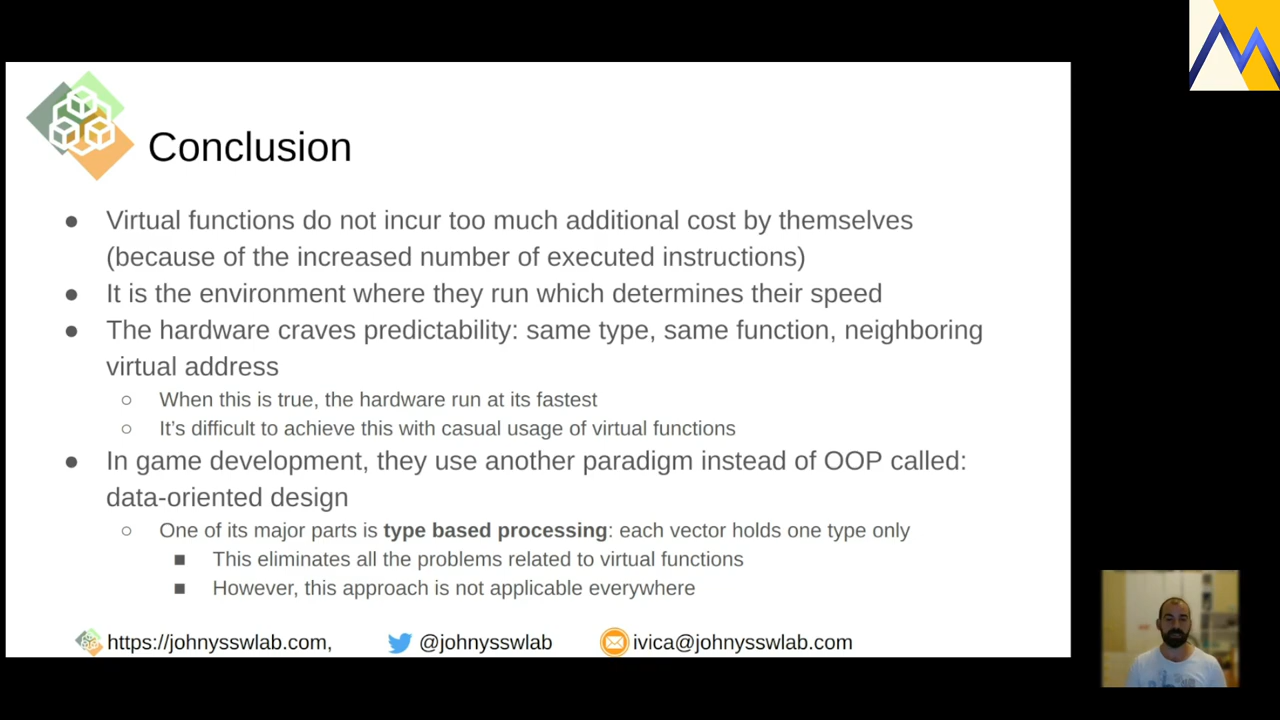 Conclusion
● Virtual functions do not incur too much additional cost by themselves
(because of the increased number of executed instructions)
● It is the environment where they run which determines their speed
● The hardware craves predictability: same type, same function, neighboring
virtual address
○ When this is true, the hardware run at its fastest
○ It's difficult to achieve this with casual usage of virtual functions
● In game development, they use another paradigm instead of OOP called:
data-oriented design
○ One of its major parts is type based processing: each vector holds one type only
■ This eliminates all the problems related to virtual functions
■ However, this approach is not applicable everywhere
https://johnysswlab.com, @johnysswlab ivica@johnysswlab.com